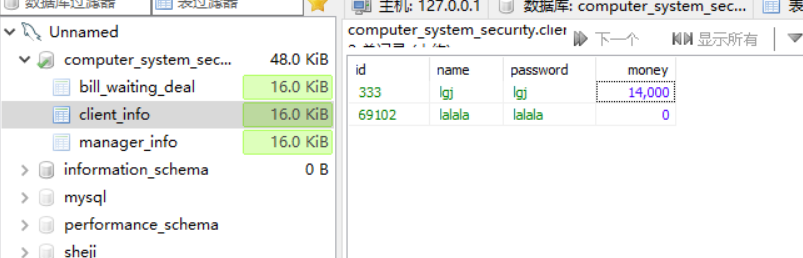 数据库过滤器 表过滤器
Unnamed
computer_system_sec... 48.0 KiB
bill_waiting_deal 16.0 KiB
client_info 16.0 KiB
manager_info 16.0 KiB
information_schema 0 B
mysql
performance_schema
sheji
主机: 127.0.0.1 数据库: computer_system_sec... 表
computer_system_security.clien 下一个 显示所有
id name password money
333 lgj lgj 14,000
69102 lalala lalala 0